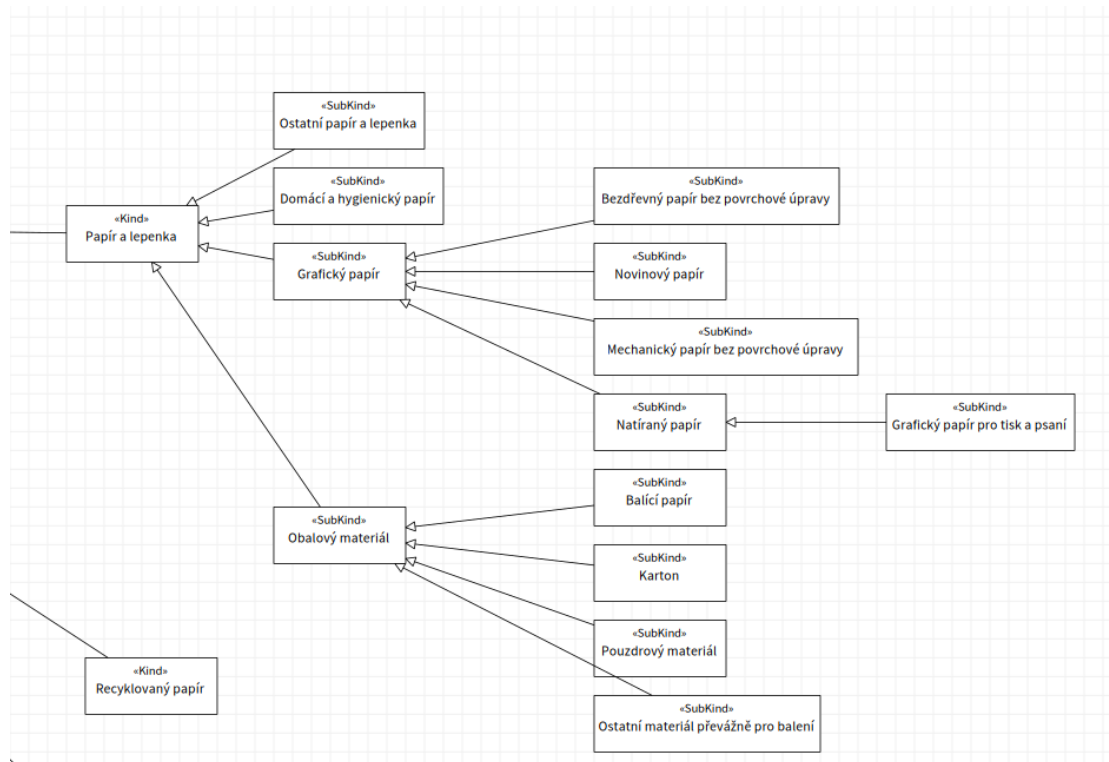 «SubKind»
Ostatní papír a lepenka
«SubKind»
Domácí a hygienický papír
«SubKind»
Bezdřevný papír bez povrchové úpravy
«Kind»
Papír a lepenka
«SubKind»
Grafický papír
«SubKind»
Novinový papír
«SubKind»
Mechanický papír bez povrchové úpravy
«SubKind»
Natíraný papír
«SubKind»
Grafický papír pro tisk a psaní
«SubKind»
Balící papír
«SubKind»
Obalový materiál
«SubKind»
Karton
«SubKind»
Pouzdrový materiál
«Kind»
Recyklovaný papír
«SubKind»
Ostatní materiál převážně pro balení